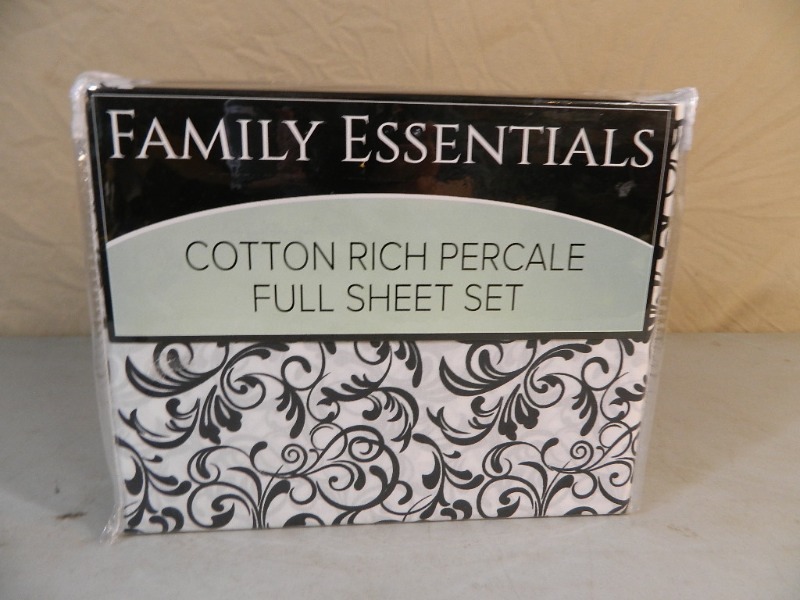 FAMILY ESSENTIALS
COTTON RICH PERCALE
FULL SHEET SET